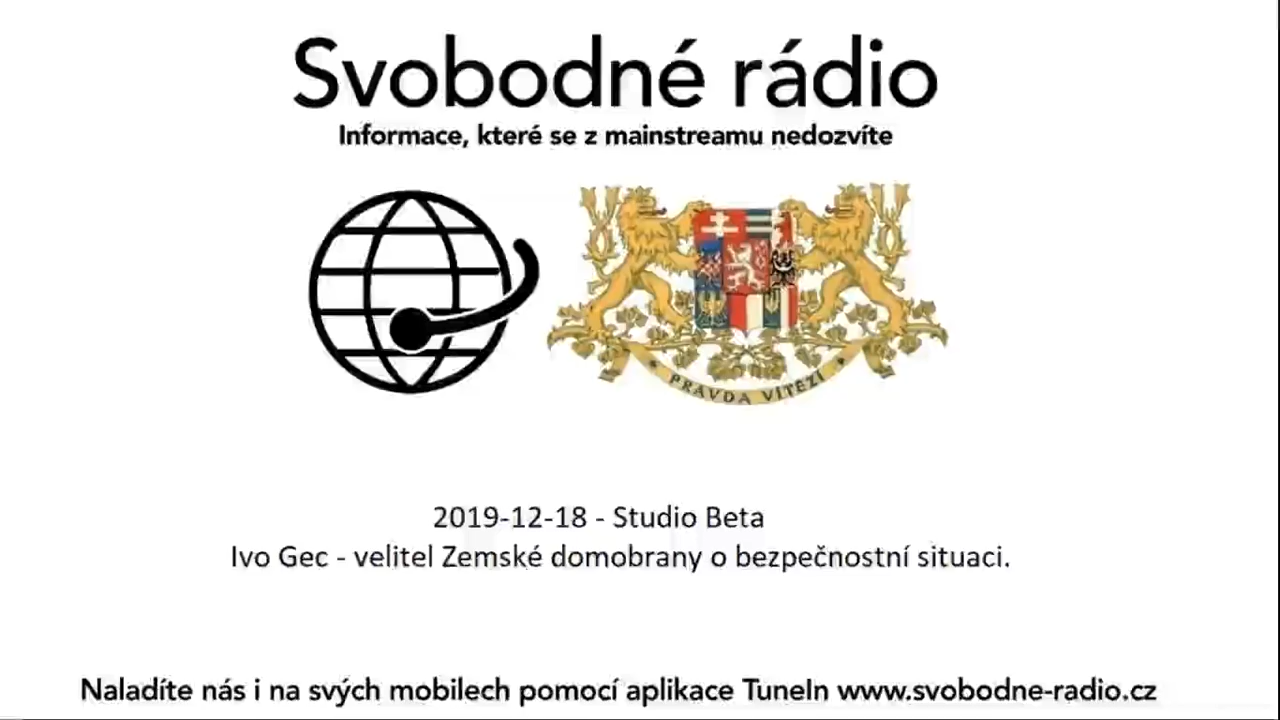 Svobodné rádio
Informace, které se z mainstreamu nedozvíte
PRAVDA VÍTĚZÍ
2019-12-18 - Studio Beta
Ivo Gec - velitel Zemské domobrany o bezpečnostní situaci.
Naladíte nás i na svých mobilech pomocí aplikace TuneIn www.svobodne-radio.cz